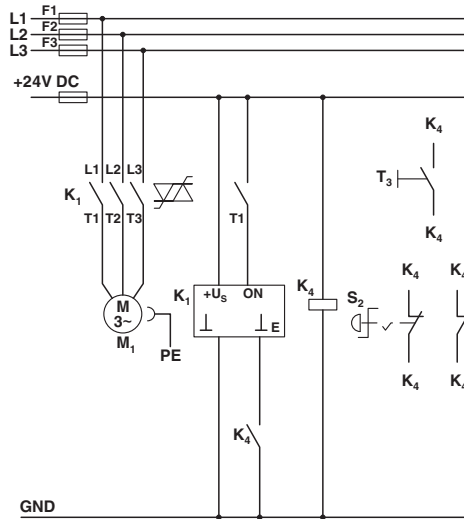 L1 F1
L2 F2
L3 F3
+24V DC
L1 L2 L3
K1
T1 T2 T3
T1
K4
T3
K4
M
3~
M1
PE
K1 +US ON
E
K4
S2
K4 K4
K4 K4
K4
GND